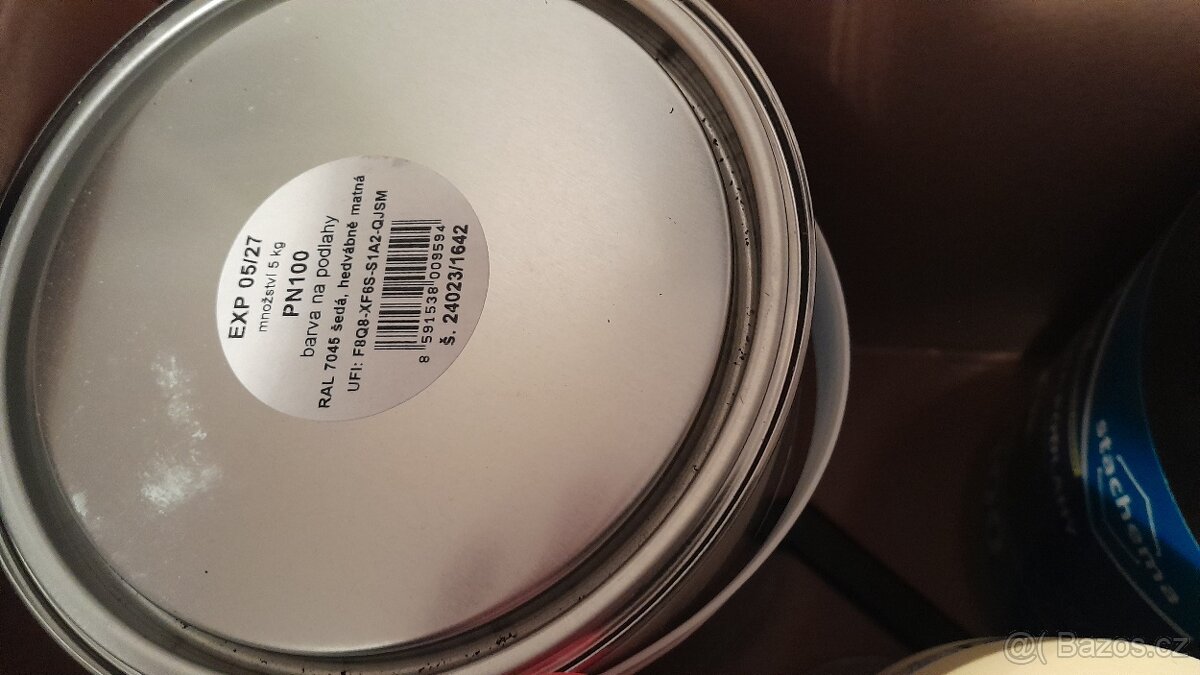 EXP 05/27
množství 5 kg
PN100
barva na podlahy
RAL 7045 šedá, hedvábně matná
UFI: F8Q8-XF6S-S1A2-QJSM
8 591538 009594
š. 24023/1642
stachema
@( Bazos.cz